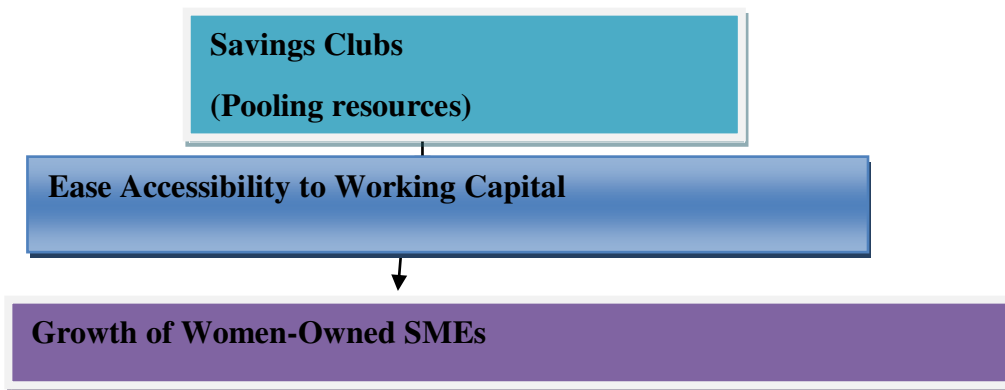 Savings Clubs
(Pooling resources)
Ease Accessibility to Working Capital
Growth of Women-Owned SMEs